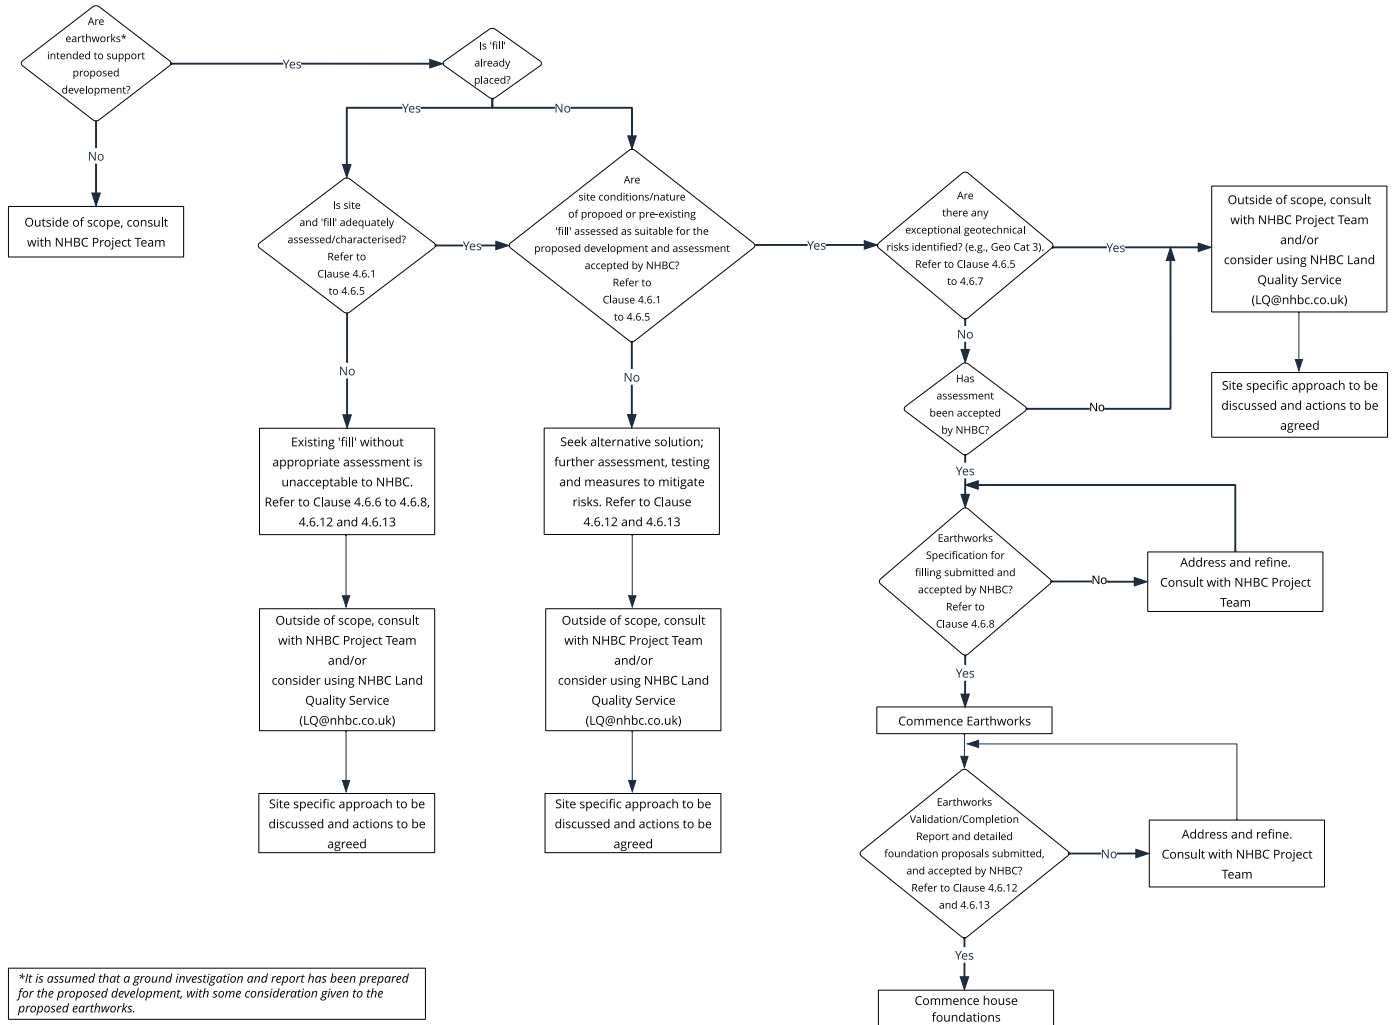 Are
earthworks*
intended to support
proposed
development?
Yes
No
Outside of scope, consult
with NHBC Project Team
Is 'fill'
already
placed?
Yes
No
Is site
and 'fill' adequately
assessed/characterised?
Refer to
Clause 4.6.1
to 4.6.5
Yes
No
Existing 'fill' without
appropriate assessment is
unacceptable to NHBC.
Refer to Clause 4.6.6 to 4.6.8,
4.6.12 and 4.6.13
Outside of scope, consult
with NHBC Project Team
and/or
consider using NHBC Land
Quality Service
(LQ@nhbc.co.uk)
Site specific approach to be
discussed and actions to be
agreed
Are
site conditions/nature
of propoed or pre-existing
'fill' assessed as suitable for the
proposed development and assessment
accepted by NHBC?
Refer to
Clause 4.6.1
to 4.6.5
Yes
No
Seek alternative solution;
further assessment, testing
and measures to mitigate
risks. Refer to Clause
4.6.12 and 4.6.13
Outside of scope, consult
with NHBC Project Team
and/or
consider using NHBC Land
Quality Service
(LQ@nhbc.co.uk)
Site specific approach to be
discussed and actions to be
agreed
Are
there any
exceptional geotechnical
risks identified? (e.g., Geo Cat 3).
Refer to Clause 4.6.5
to 4.6.7
Yes
No
Outside of scope, consult
with NHBC Project Team
and/or
consider using NHBC Land
Quality Service
(LQ@nhbc.co.uk)
Site specific approach to be
discussed and actions to be
agreed
Has
assessment
been accepted
by NHBC?
No
Yes
Earthworks
Specification for
filling submitted and
accepted by NHBC?
Refer to
Clause 4.6.8
No
Address and refine.
Consult with NHBC Project
Team
Yes
Commence Earthworks
Earthworks
Validation/Completion
Report and detailed
foundation proposals submitted,
and accepted by NHBC?
Refer to Clause 4.6.12
and 4.6.13
No
Address and refine.
Consult with NHBC Project
Team
Yes
Commence house
foundations
*It is assumed that a ground investigation and report has been prepared
for the proposed development, with some consideration given to the
proposed earthworks.